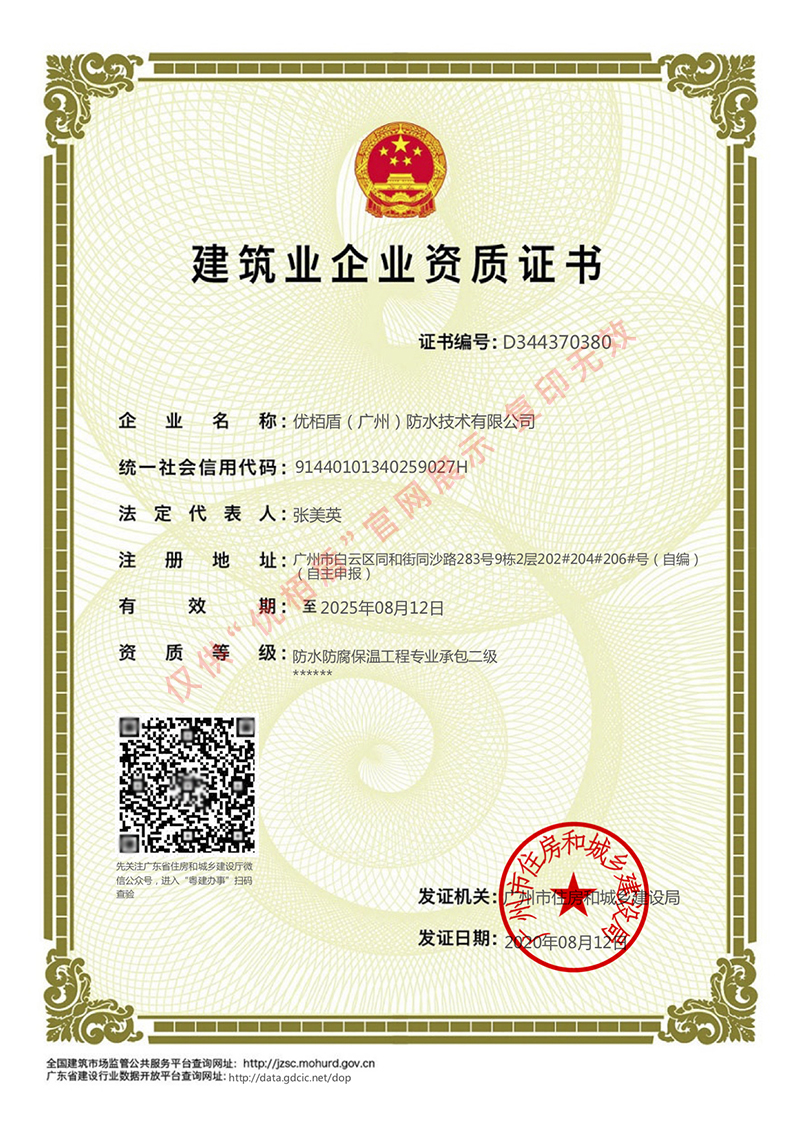 建筑业企业资质证书
证书编号：D344370380
企业名称：优栢盾（广州）防水技术有限公司
统一社会信用代码：91440101340259027H
法定代表人：张美英
注册地址：广州市白云区同和街同沙路283号9栋2层202#204#206#号（自编）
（自主申报）
有效期：至2025年08月12日
资质等级：防水防腐保温工程专业承包二级
******
仅供“优栢盾”官网展示 复印无效
先关注广东省住房和城乡建设厅微
信公众号，进入“粤建办事”扫码
查验
发证机关：广州市住房和城乡建设局
发证日期：2020年08月12日
广州市住房和城乡建设局
全国建筑市场监管公共服务平台查询网址：http://jzsc.mohurd.gov.cn
广东省建设行业数据开放平台查询网址：http://data.gdcic.net/dop